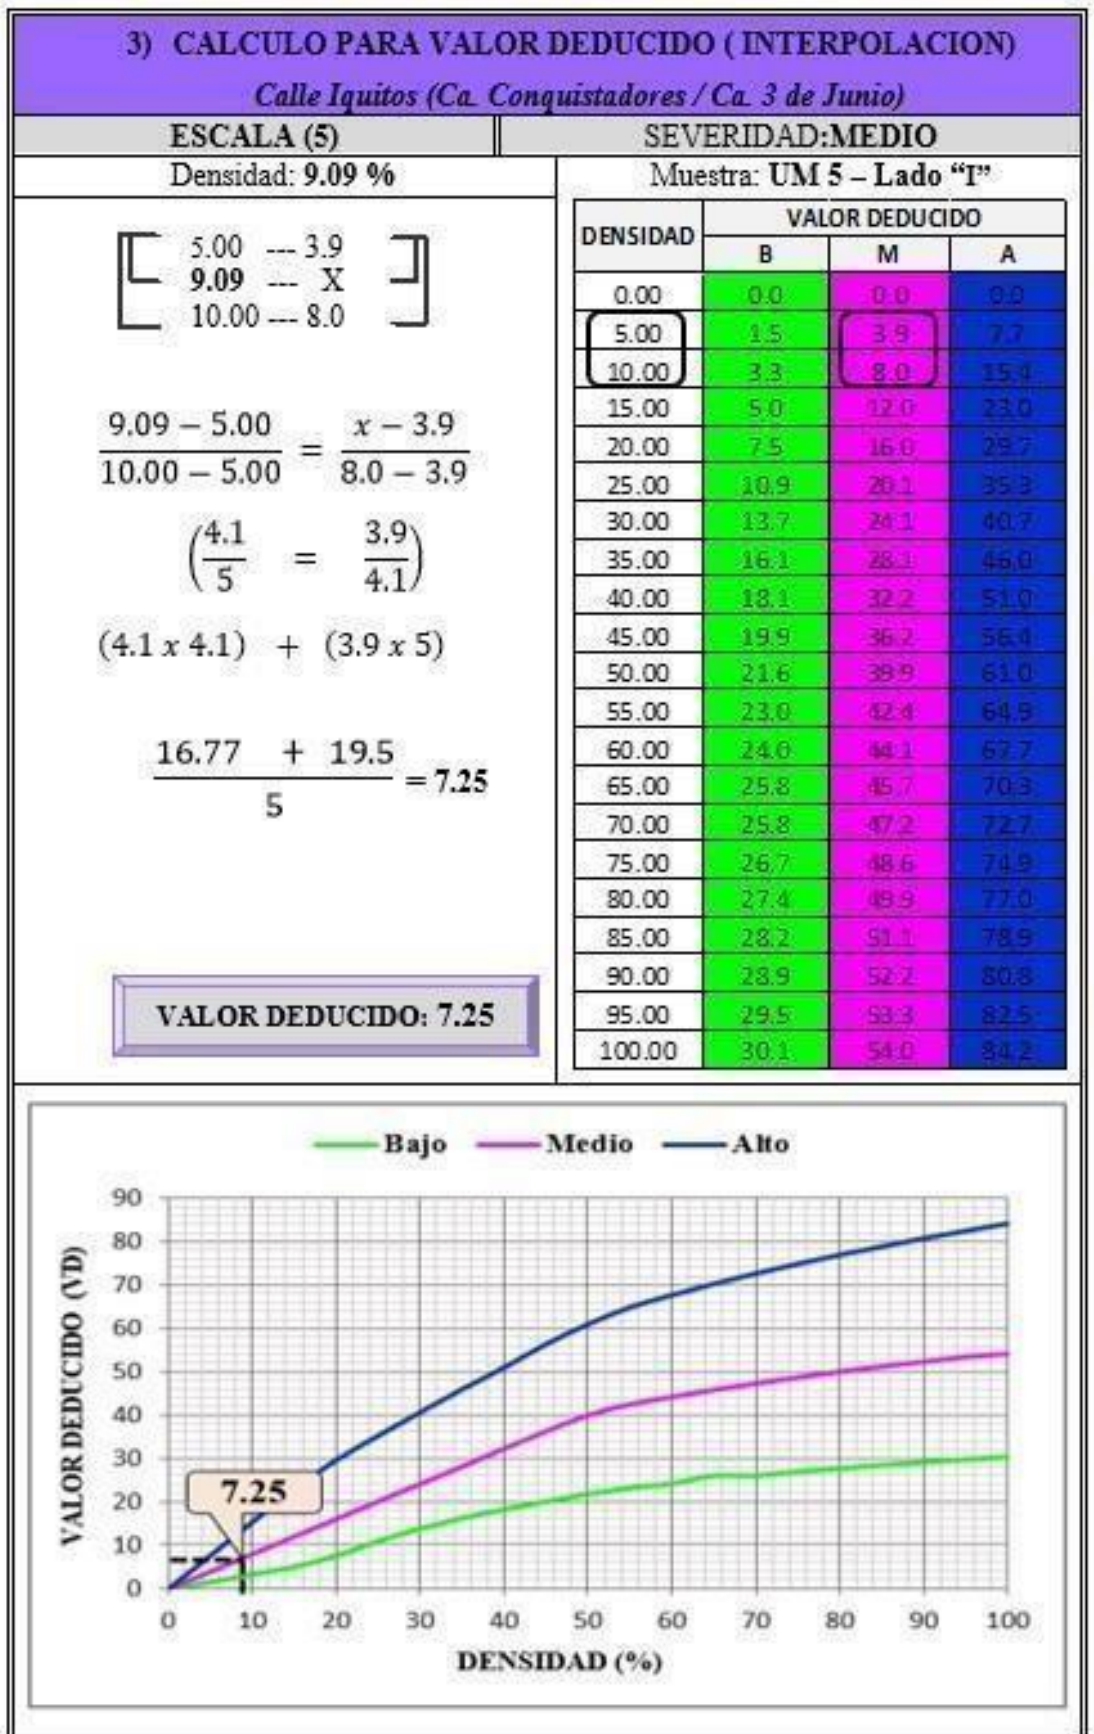 3) CALCULO PARA VALOR DEDUCIDO ( INTERPOLACION)
Calle Iquitos (Ca. Conquistadores / Ca. 3 de Junio)
ESCALA (5) SEVERIDAD:MEDIO
Densidad: 9.09 % Muestra: UM 5 – Lado “I”
5.00 --- 3.9
9.09 --- X
10.00 --- 8.0
9.09 − 5.00 = x − 3.9
10.00 − 5.00 8.0 − 3.9
(4.1 = 3.9)
5 4.1
(4.1 x 4.1) + (3.9 x 5)
16.77 + 19.5 = 7.25
5
VALOR DEDUCIDO: 7.25
DENSIDAD VALOR DEDUCIDO
B M A
0.00 0.0 0.0 0.0
5.00 1.5 3.9 7.7
10.00 3.3 8.0 15.4
15.00 5.0 12.0 23.0
20.00 7.5 16.0 29.7
25.00 10.9 20.1 35.3
30.00 13.7 24.1 40.7
35.00 16.1 28.1 46.0
40.00 18.1 32.2 51.0
45.00 19.9 36.2 56.4
50.00 21.6 39.9 61.0
55.00 23.0 42.4 64.9
60.00 24.0 44.1 67.7
65.00 25.8 45.7 70.3
70.00 25.8 47.2 72.7
75.00 26.7 48.6 74.9
80.00 27.4 49.9 77.0
85.00 28.2 51.1 78.9
90.00 28.9 52.2 80.8
95.00 29.5 53.3 82.5
100.00 30.1 54.0 84.2
Bajo Medio Alto
VALOR DEDUCIDO (VD)
90
80
70
60
50
40
30
20
10
0
7.25
0 10 20 30 40 50 60 70 80 90 100
DENSIDAD (%)